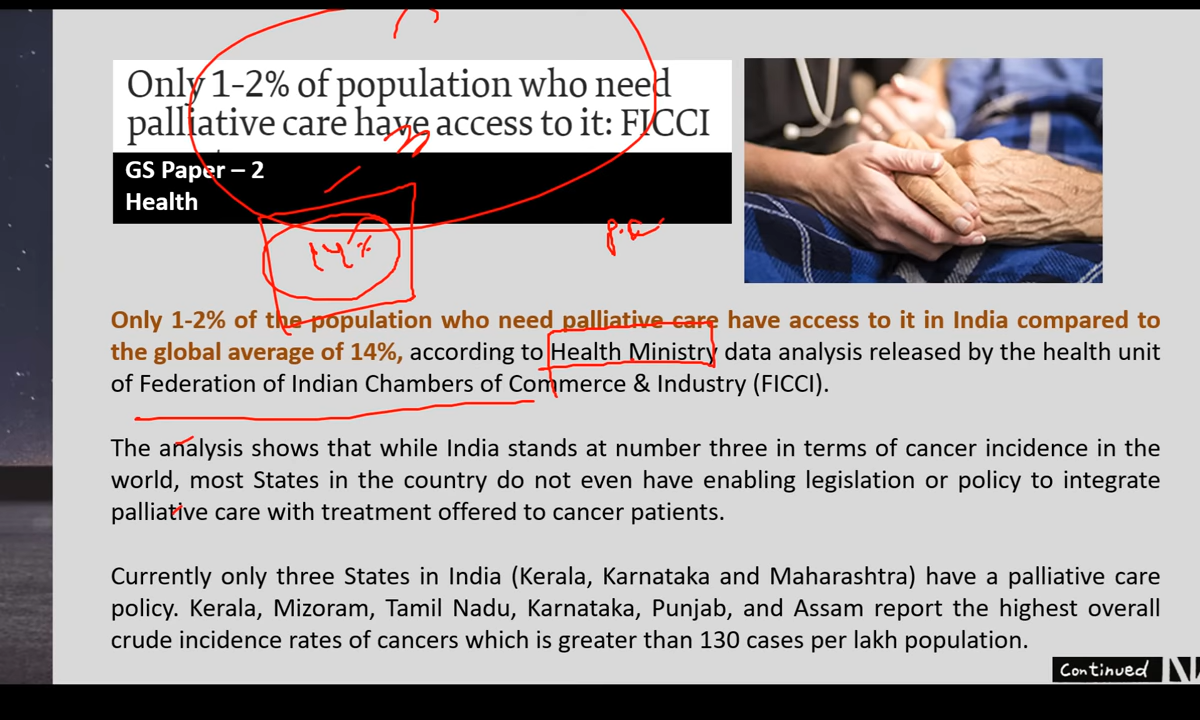 Only 1-2% of population who need
palliative care have access to it: FICCI
GS Paper – 2
Health
14%
Only 1-2% of the population who need palliative care have access to it in India compared to
the global average of 14%, according to Health Ministry data analysis released by the health unit
of Federation of Indian Chambers of Commerce & Industry (FICCI).
The analysis shows that while India stands at number three in terms of cancer incidence in the
world, most States in the country do not even have enabling legislation or policy to integrate
palliative care with treatment offered to cancer patients.
Currently only three States in India (Kerala, Karnataka and Maharashtra) have a palliative care
policy. Kerala, Mizoram, Tamil Nadu, Karnataka, Punjab, and Assam report the highest overall
crude incidence rates of cancers which is greater than 130 cases per lakh population.
Continued